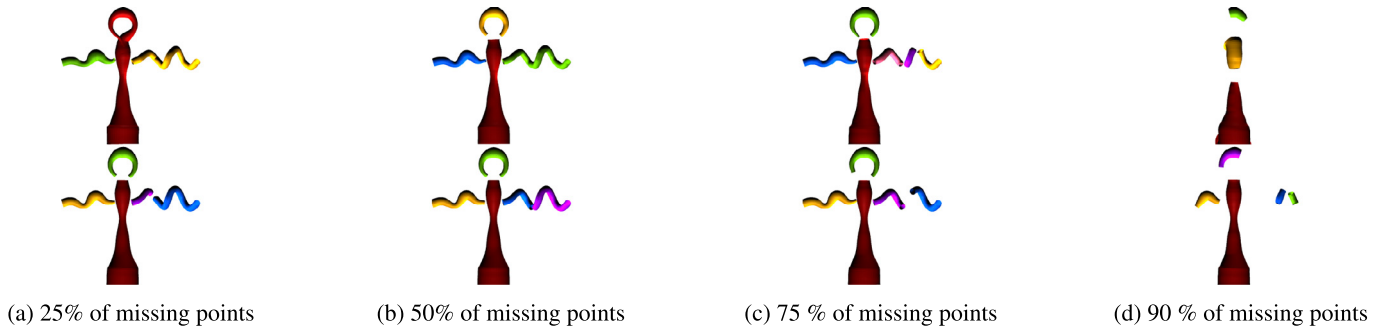 (a) 25% of missing points (b) 50% of missing points (c) 75 % of missing points (d) 90 % of missing points